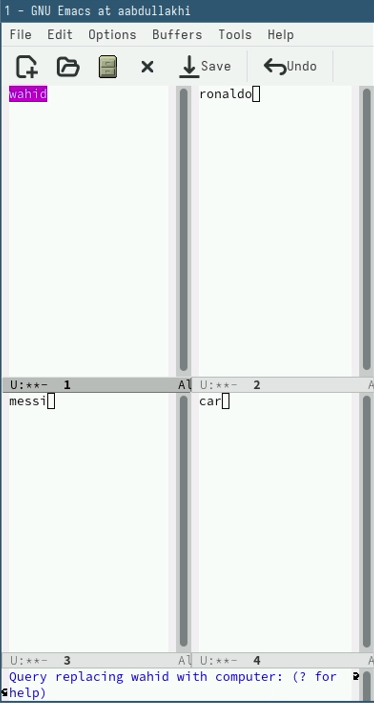 1 - GNU Emacs at aabdullakhi
File Edit Options Buffers Tools Help
Save Undo
wahid
ronaldo
U:**- 1 Al
U:**- 2 A
messi
car
U:**- 3 Al
U:**- 4 A
Query replacing wahid with computer: (? for
help)